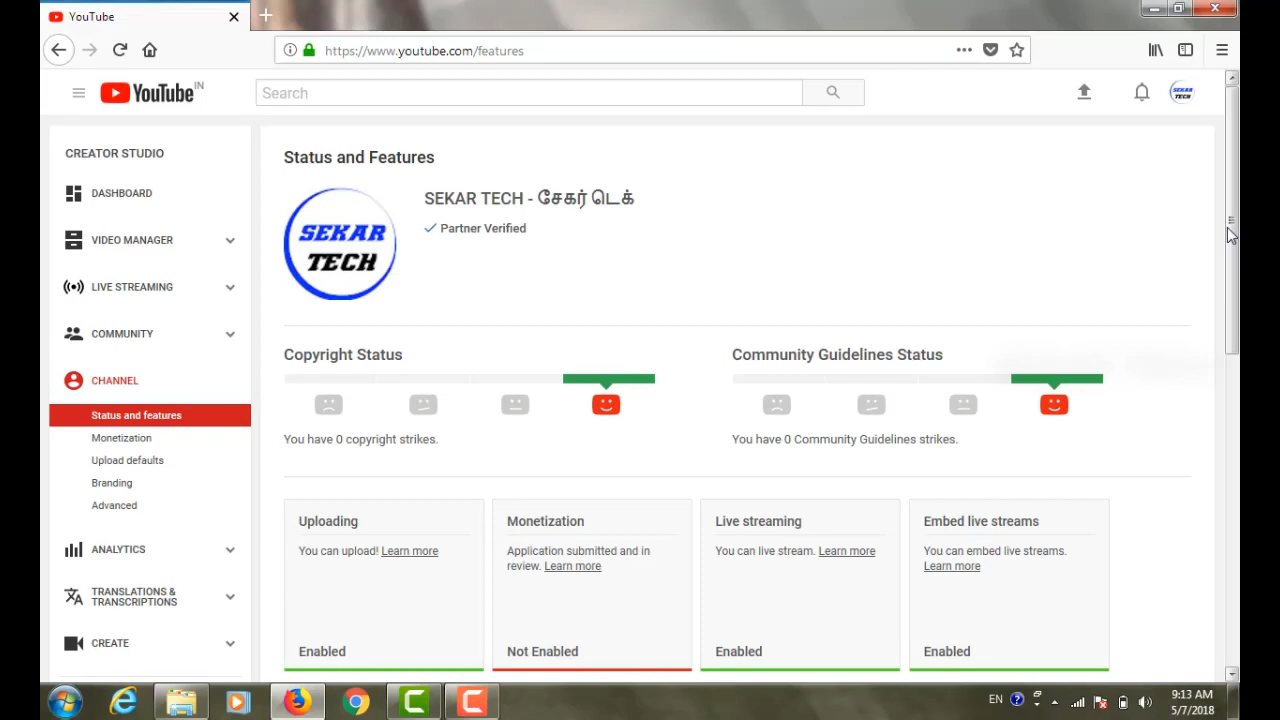 YouTube
https://www.youtube.com/features
YouTube IN
Search
SEKAR TECH
CREATOR STUDIO
DASHBOARD
VIDEO MANAGER
LIVE STREAMING
COMMUNITY
CHANNEL
Status and features
Monetization
Upload defaults
Branding
Advanced
ANALYTICS
TRANSLATIONS &
TRANSCRIPTIONS
CREATE
Status and Features
SEKAR
TECH
SEKAR TECH - சேகர் டெக்
Partner Verified
Copyright Status
You have 0 copyright strikes.
Community Guidelines Status
You have 0 Community Guidelines strikes.
Uploading
You can upload! Learn more
Enabled
Monetization
Application submitted and in
review. Learn more
Not Enabled
Live streaming
You can live stream. Learn more
Enabled
Embed live streams
You can embed live streams.
Learn more
Enabled
EN
9:13 AM
5/7/2018